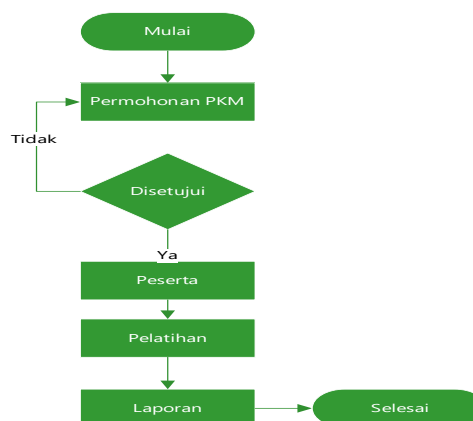 Mulai
Permohonan PKM
Tidak
Disetujui
Ya
Peserta
Pelatihan
Laporan
Selesai